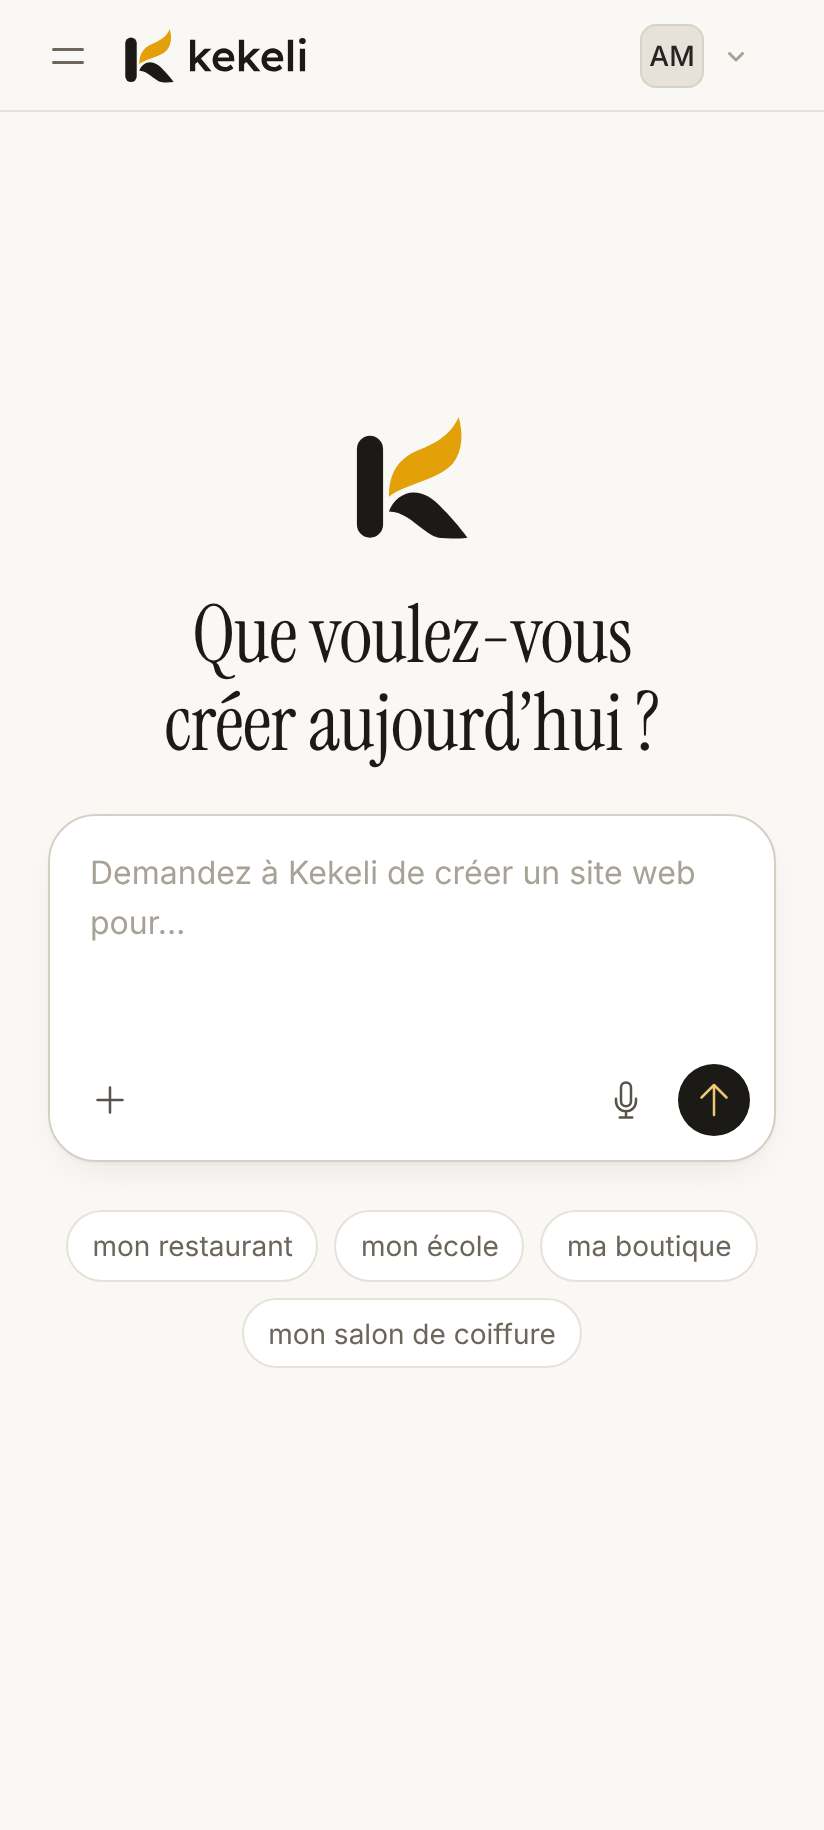 kekeli
AM
Que voulez-vous
créer aujourd’hui ?
Demandez à Kekeli de créer un site web
pour...
mon restaurant
mon école
ma boutique
mon salon de coiffure